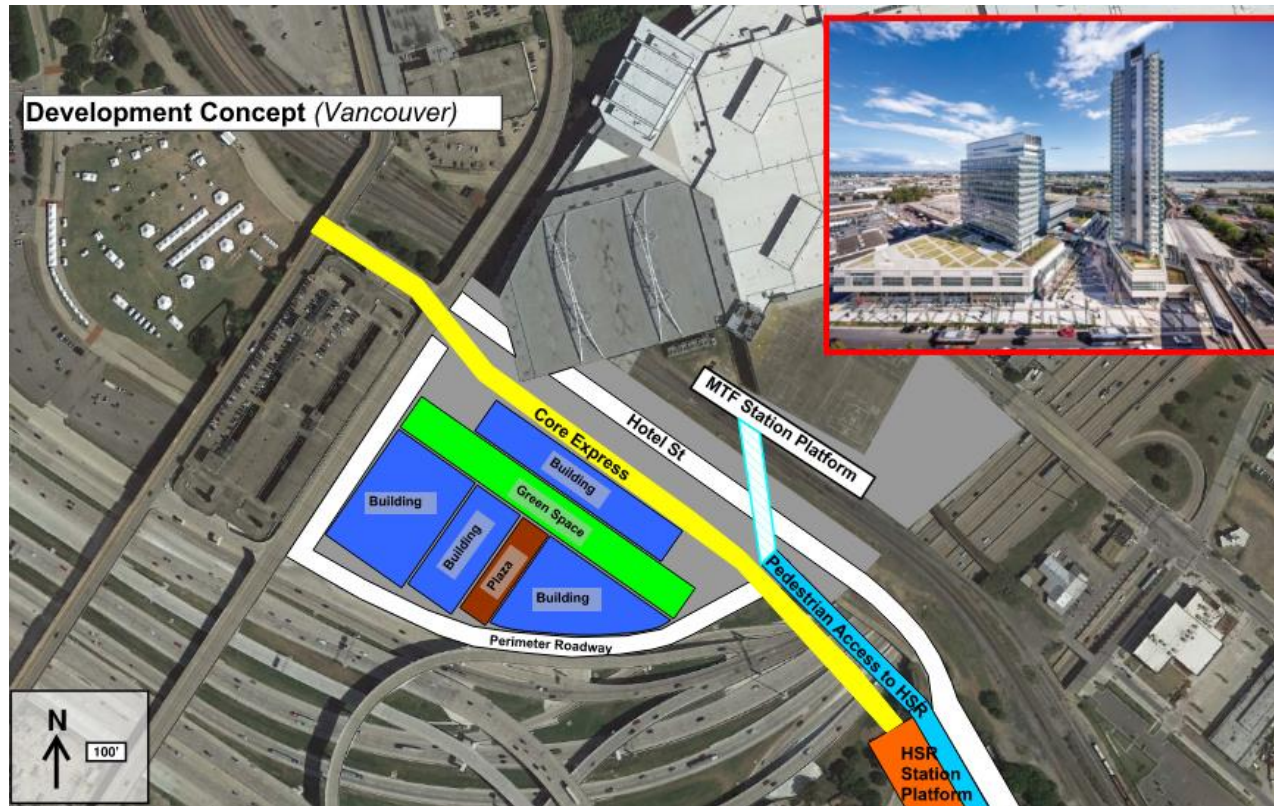 Development Concept (Vancouver)
MTF Station Platform
Hotel St
Core Express
Building
Green Space
Building
Building
Plaza
Building
Perimeter Roadway
Pedestrian Access to HSR
HSR
Station
Platform
N
100'